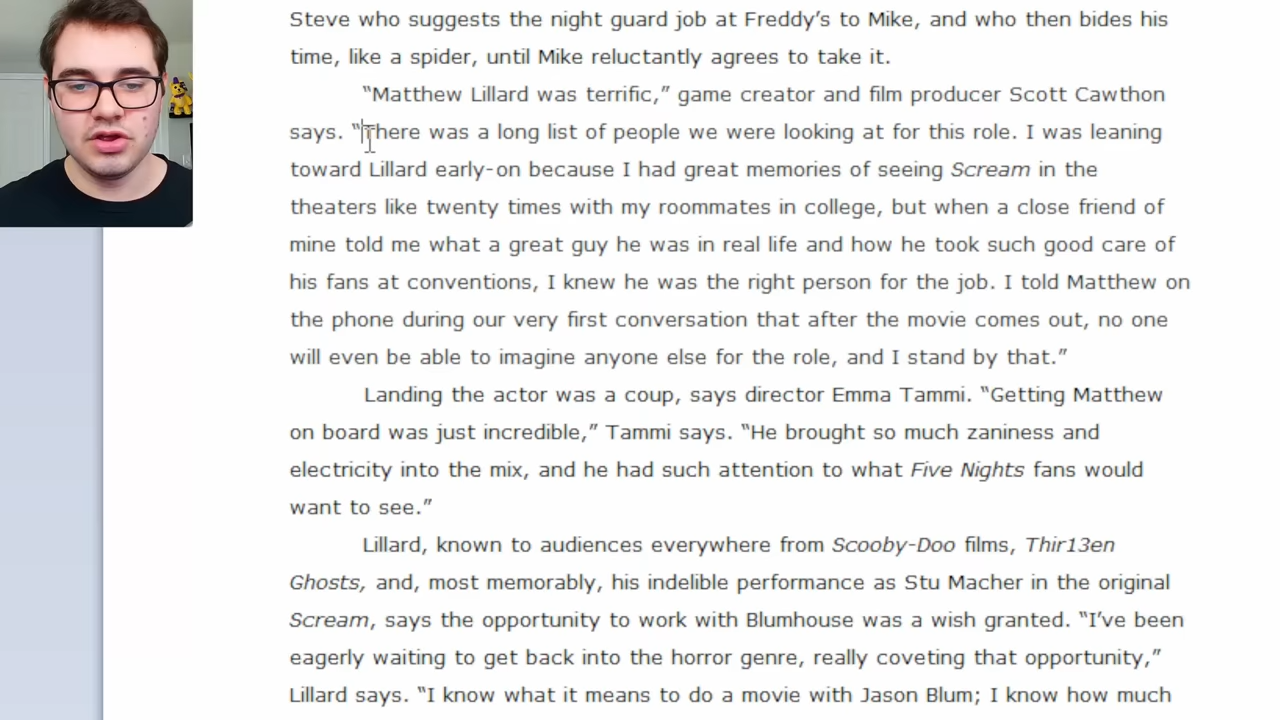 Steve who suggests the night guard job at Freddy’s to Mike, and who then bides his
time, like a spider, until Mike reluctantly agrees to take it.
“Matthew Lillard was terrific,” game creator and film producer Scott Cawthon
says. “There was a long list of people we were looking at for this role. I was leaning
toward Lillard early-on because I had great memories of seeing Scream in the
theaters like twenty times with my roommates in college, but when a close friend of
mine told me what a great guy he was in real life and how he took such good care of
his fans at conventions, I knew he was the right person for the job. I told Matthew on
the phone during our very first conversation that after the movie comes out, no one
will even be able to imagine anyone else for the role, and I stand by that.”
Landing the actor was a coup, says director Emma Tammi. “Getting Matthew
on board was just incredible,” Tammi says. “He brought so much zaniness and
electricity into the mix, and he had such attention to what Five Nights fans would
want to see.”
Lillard, known to audiences everywhere from Scooby-Doo films, Thir13en
Ghosts, and, most memorably, his indelible performance as Stu Macher in the original
Scream, says the opportunity to work with Blumhouse was a wish granted. “I’ve been
eagerly waiting to get back into the horror genre, really coveting that opportunity,”
Lillard says. “I know what it means to do a movie with Jason Blum; I know how much